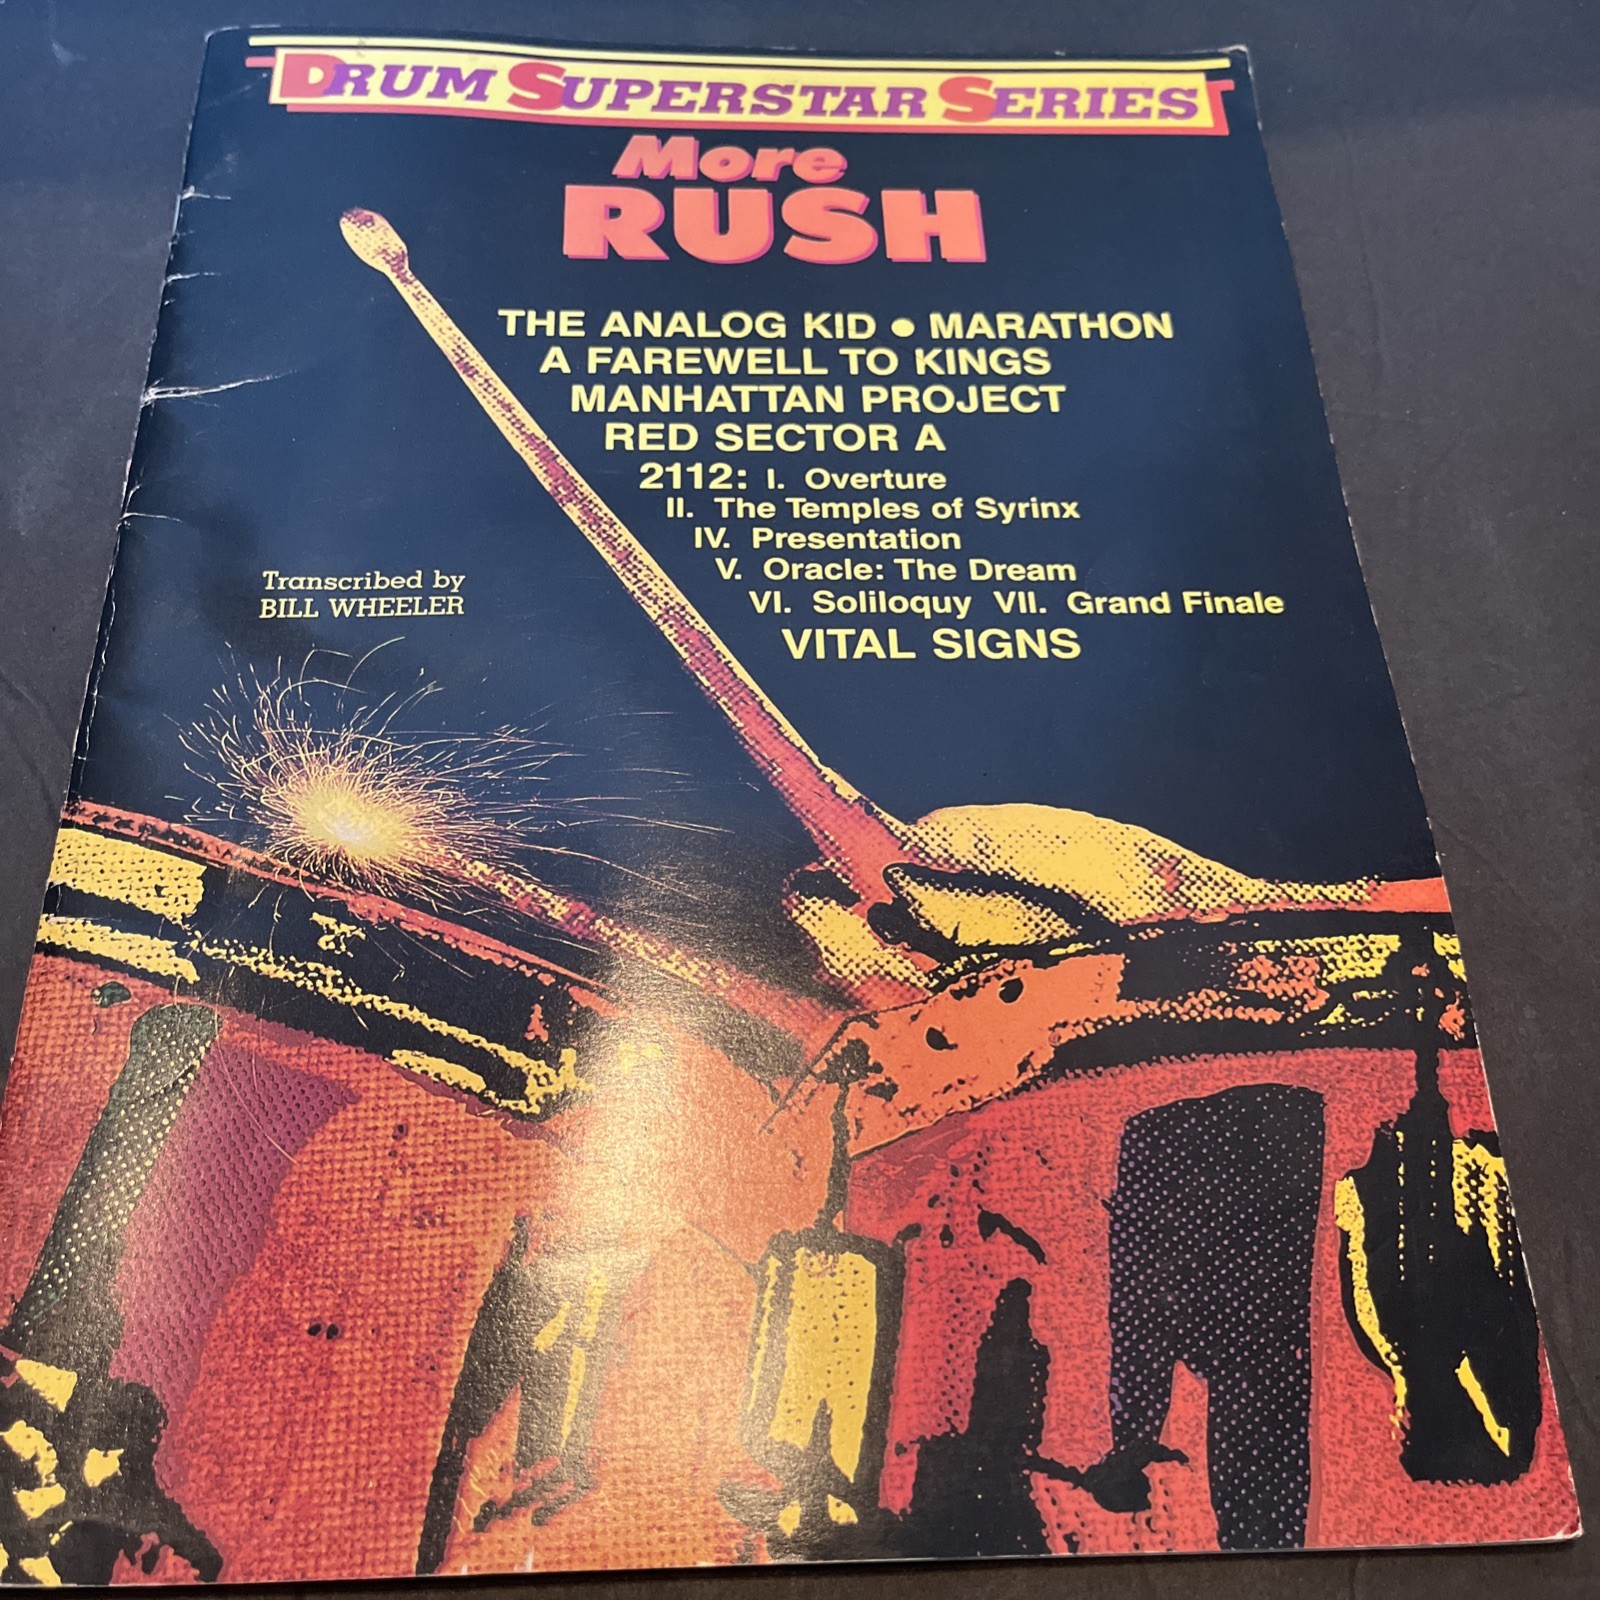 DRUM SUPERSTAR SERIES
More
RUSH
THE ANALOG KID ● MARATHON
A FAREWELL TO KINGS
MANHATTAN PROJECT
RED SECTOR A
2112: I. Overture
II. The Temples of Syrinx
IV. Presentation
V. Oracle: The Dream
VI. Soliloquy VII. Grand Finale
VITAL SIGNS
Transcribed by
BILL WHEELER